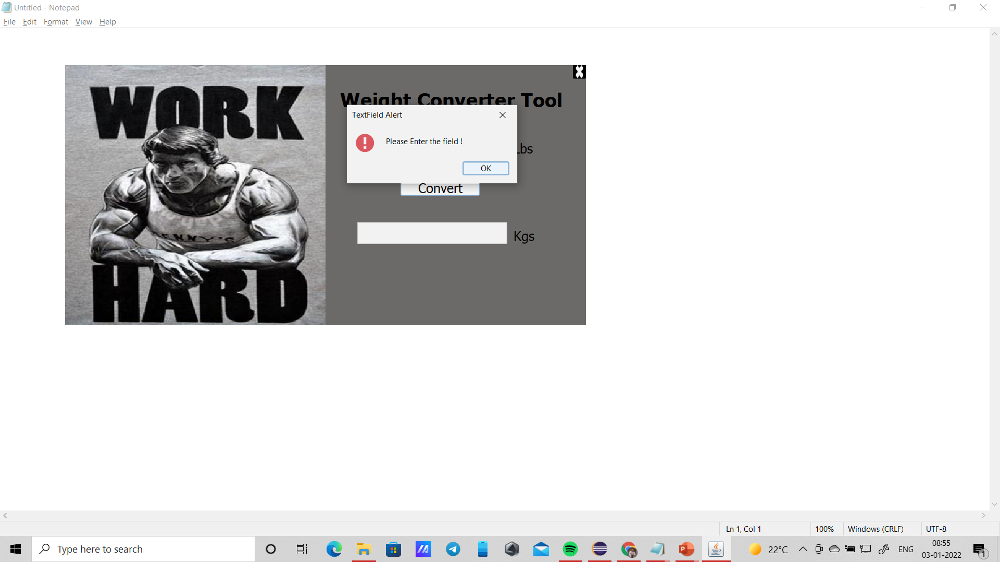 Untitled - Notepad
File Edit Format View Help
WORK
HARD
Weight Converter Tool
TextField Alert
Please Enter the field !
OK
Lbs
Convert
Kgs
Ln 1, Col 1
100%
Windows (CRLF)
UTF-8
Type here to search
22°C
ENG
08:55
03-01-2022
1